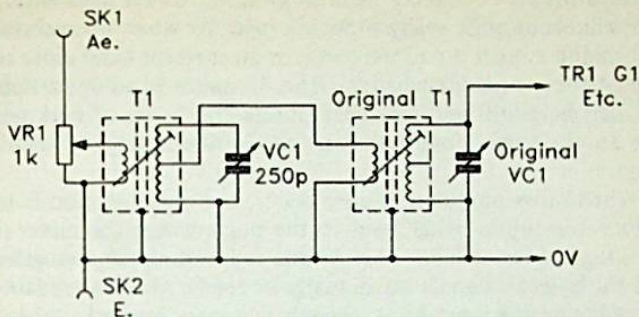 SK1
Ae.
VR1
1k
T1
VC1
250p
Original T1
TR1 G1
Etc.
Original
VC1
0V
SK2
E.